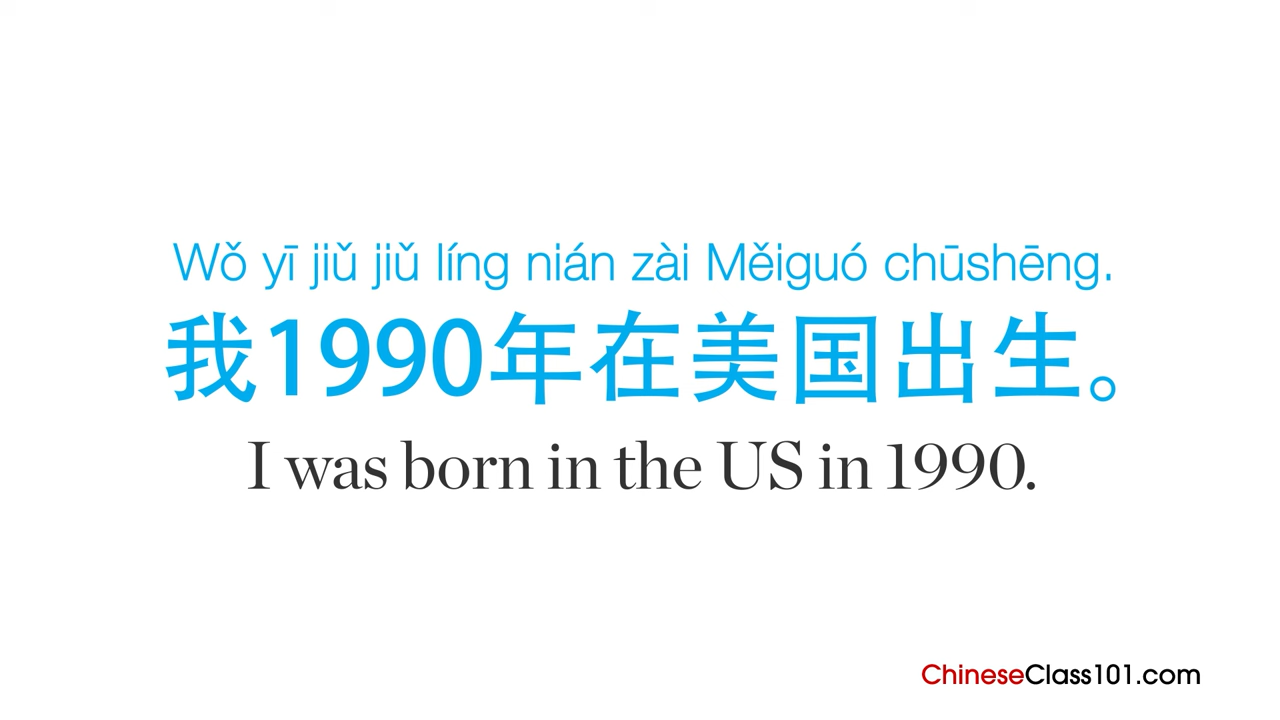 Wǒ yī jiǔ jiǔ líng nián zài Měiguó chūshēng.
我1990年在美国出生。
I was born in the US in 1990.
ChineseClass101.com